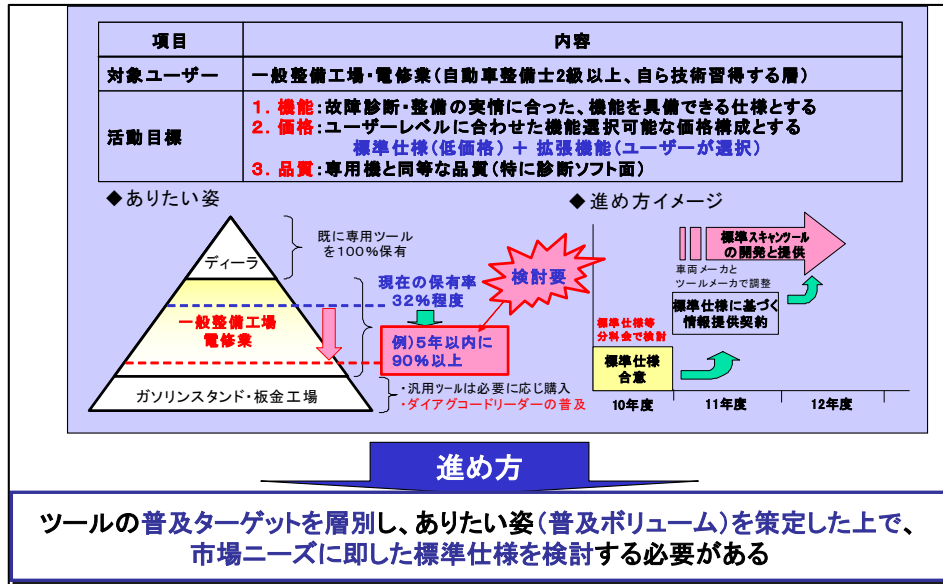 項目
内容
対象ユーザー
一般整備工場・電修業(自動車整備士2級以上、自ら技術習得する層)
活動目標
1. 機能:故障診断・整備の実情に合った、機能を具備できる仕様とする
2. 価格:ユーザーレベルに合わせた機能選択可能な価格構成とする
標準仕様(低価格) + 拡張機能(ユーザーが選択)
3. 品質:専用機と同等な品質(特に診断ソフト面)
◆ありたい姿
ディーラ
既に専用ツール
を100%保有
現在の保有率
32%程度
検討要
一般整備工場
電修業
例)5年以内に
90%以上
ガソリンスタンド・板金工場
・汎用ツールは必要に応じ購入
・ダイアグコードリーダーの普及
◆進め方イメージ
標準スキャンツール
の開発と提供
車両メーカと
ツールメーカで調整
標準仕様に基づく
情報提供契約
標準仕様等
分科会で検討
標準仕様
合意
10年度
11年度
12年度
進め方
ツールの普及ターゲットを層別し、ありたい姿(普及ボリューム)を策定した上で、
市場ニーズに即した標準仕様を検討する必要がある